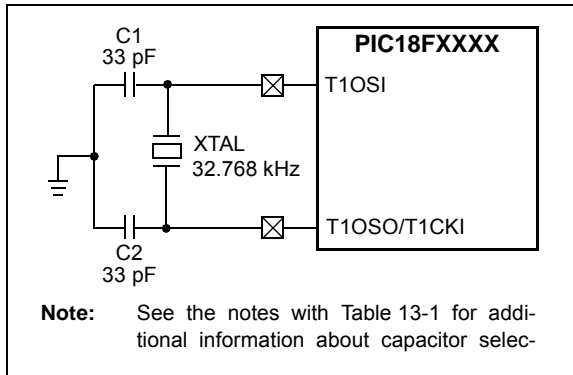 C1
33 pF
PIC18FXXXX
T1OSI
XTAL
32.768 kHz
T1OSO/T1CKI
C2
33 pF
Note: See the notes with Table 13-1 for addi-
tional information about capacitor selec-